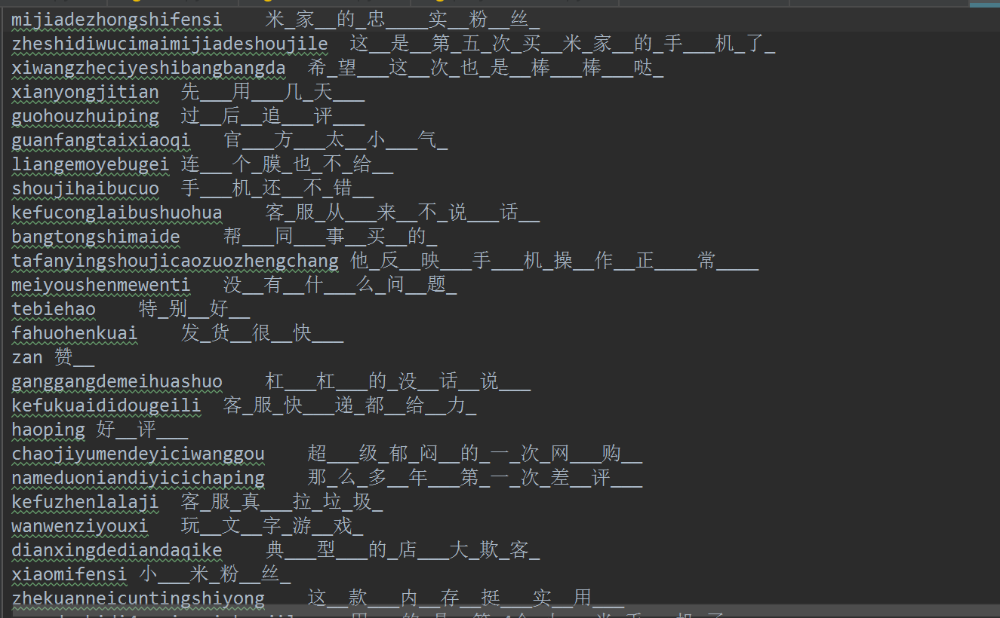 mijiadezhongshifensi 米_家__的_忠____实__粉__丝_
zheshidiwucimaimijiadeshoujile 这__是__第_五_次_买__米_家__的_手___机_了_
xiwangzheciyeshibangbangda 希_望___这__次_也_是__棒___棒___哒_
xianyongjitian 先___用___几_天___
guohouzhuiping 过__后__追___评___
guanfangtaixiaoqi 官___方___太__小___气_
liangemoyebugei 连___个_膜_也_不_给__
shoujihaibucuo 手___机_还__不_错__
kefuconglaibushuohua 客_服_从___来__不_说___话__
bangtongshimaide 帮___同___事__买__的_
tafanyingshoujicaozuozhengchang 他_反__映___手___机_操__作__正____常____
meiyoushenmewenti 没__有__什___么_问__题_
tebiehao 特_别__好__
fahuohenkuai 发_货__很__快___
zan 赞__
ganggangdemeihuashuo 杠___杠___的_没__话__说___
kefukuaididougeili 客_服_快___递_都__给__力_
haoping 好__评___
chaojiyumendeyiciwanggou 超___级_郁_闷__的_一_次_网___购__
nameduoniandiyicichaping 那_么_多__年___第_一_次_差__评___
kefuzhenlalaji 客_服_真___拉_垃_圾_
wanwenziyouxi 玩__文__字_游__戏_
dianxingdediandaqike 典___型___的_店___大_欺_客_
xiaomifensi 小___米_粉__丝_
zhekuanneicuntingshiyong 这__款___内__存__挺___实__用___